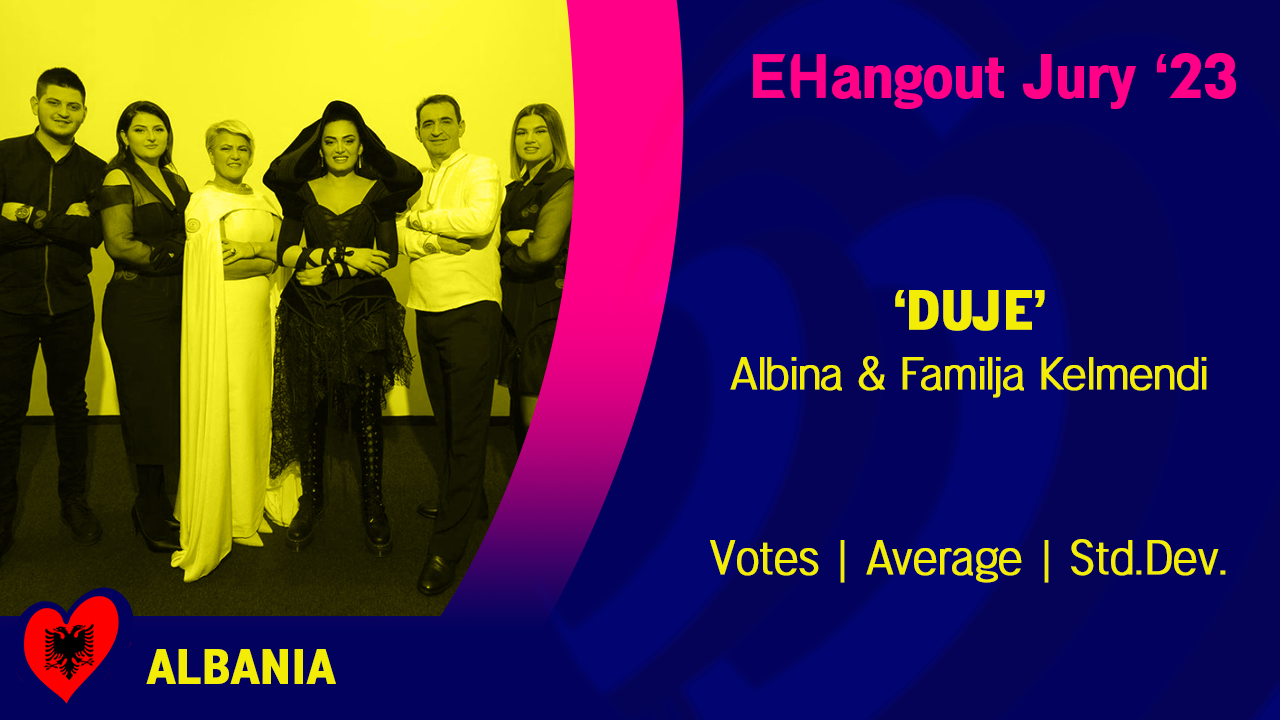 EHangout Jury ‘23
‘DUJE’
Albina & Familja Kelmendi
Votes | Average | Std.Dev.
ALBANIA